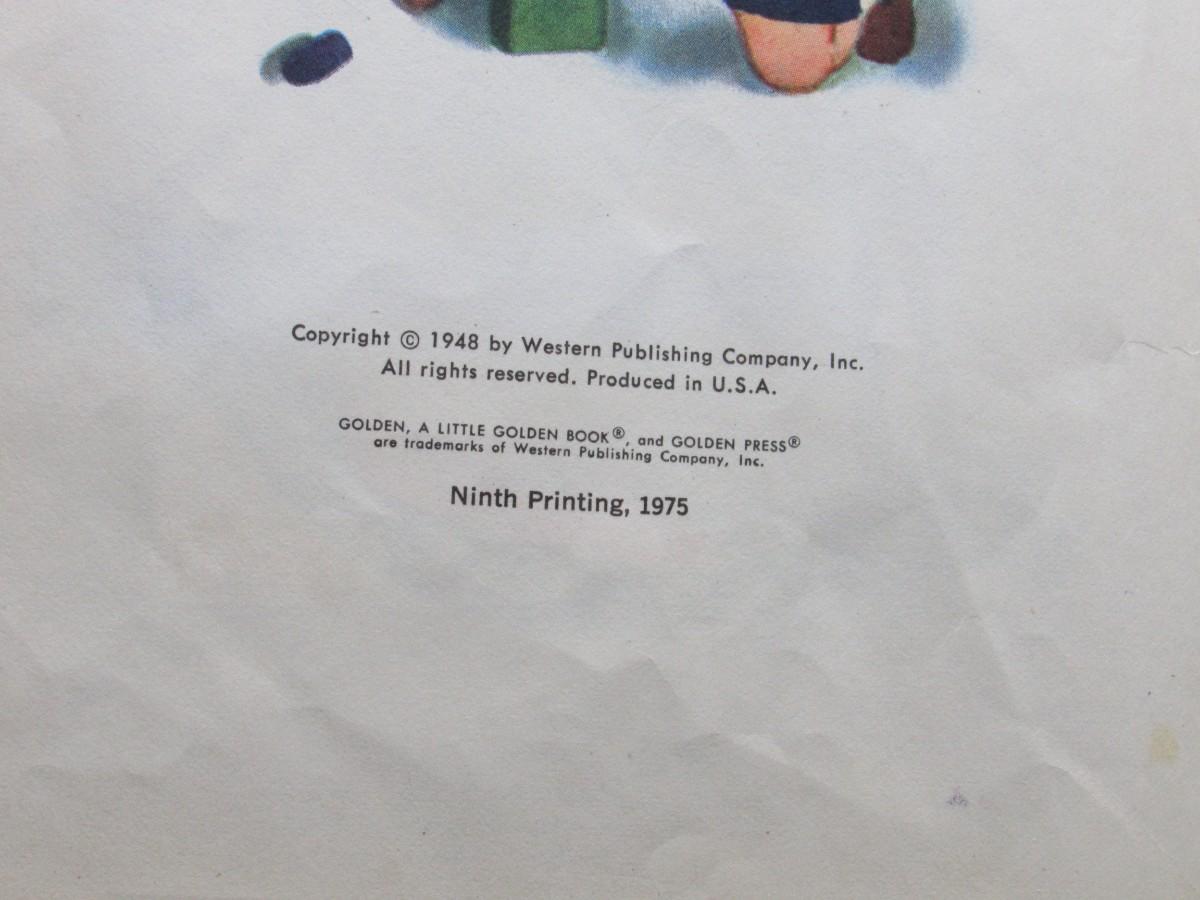 Copyright © 1948 by Western Publishing Company, Inc.
All rights reserved. Produced in U.S.A.
GOLDEN, A LITTLE GOLDEN BOOK®, and GOLDEN PRESS®
are trademarks of Western Publishing Company, Inc.
Ninth Printing, 1975